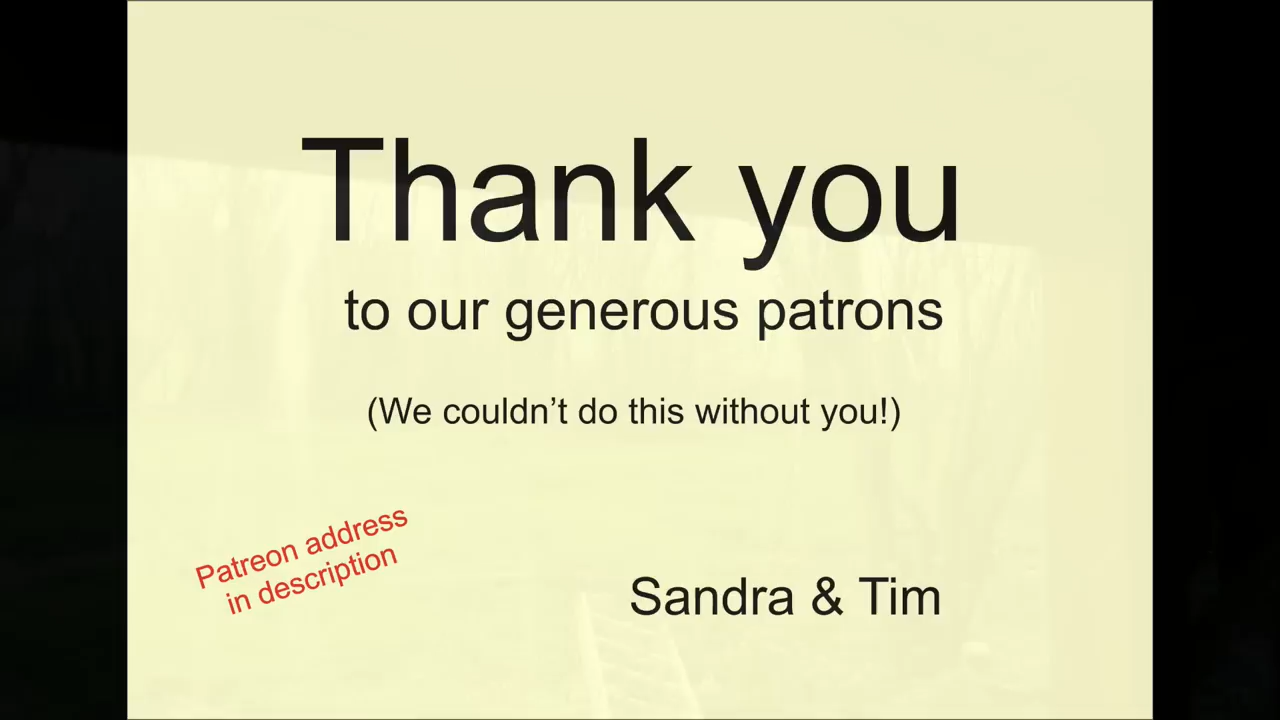 Thank you
to our generous patrons
(We couldn’t do this without you!)
Patreon address
in description
Sandra & Tim